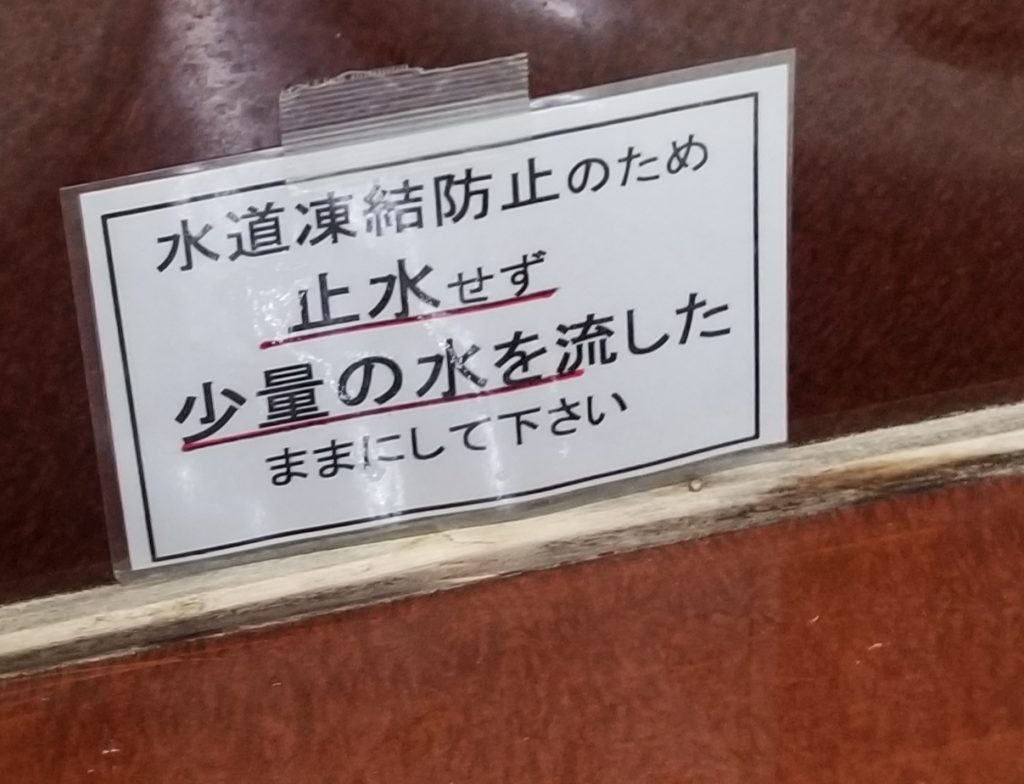 水道凍結防止のため
止水せず
少量の水を流した
ままにして下さい